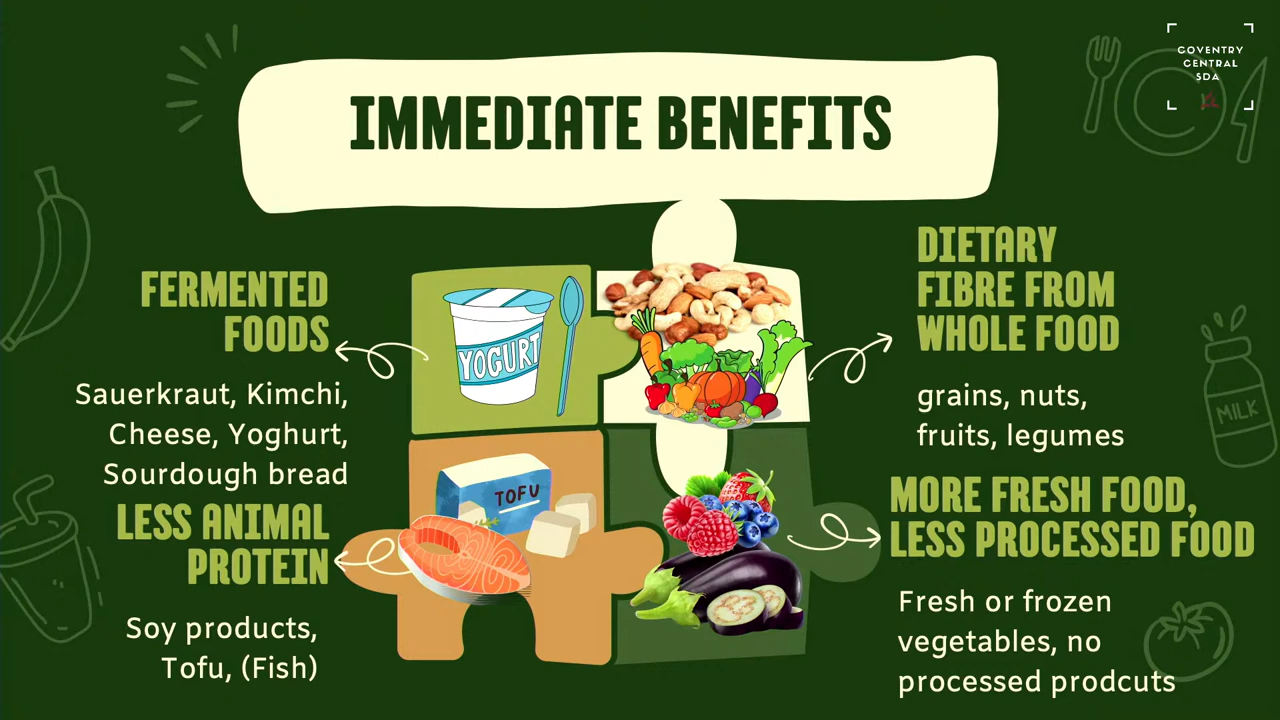 COVENTRY
CENTRAL
SDA
IMMEDIATE BENEFITS
FERMENTED
FOODS
Sauerkraut, Kimchi,
Cheese, Yoghurt,
Sourdough bread
LESS ANIMAL
PROTEIN
Soy products,
Tofu, (Fish)
YOGURT
TOFU
DIETARY
FIBRE FROM
WHOLE FOOD
grains, nuts,
fruits, legumes
MORE FRESH FOOD,
LESS PROCESSED FOOD
Fresh or frozen
vegetables, no
processed prodcuts
MILK